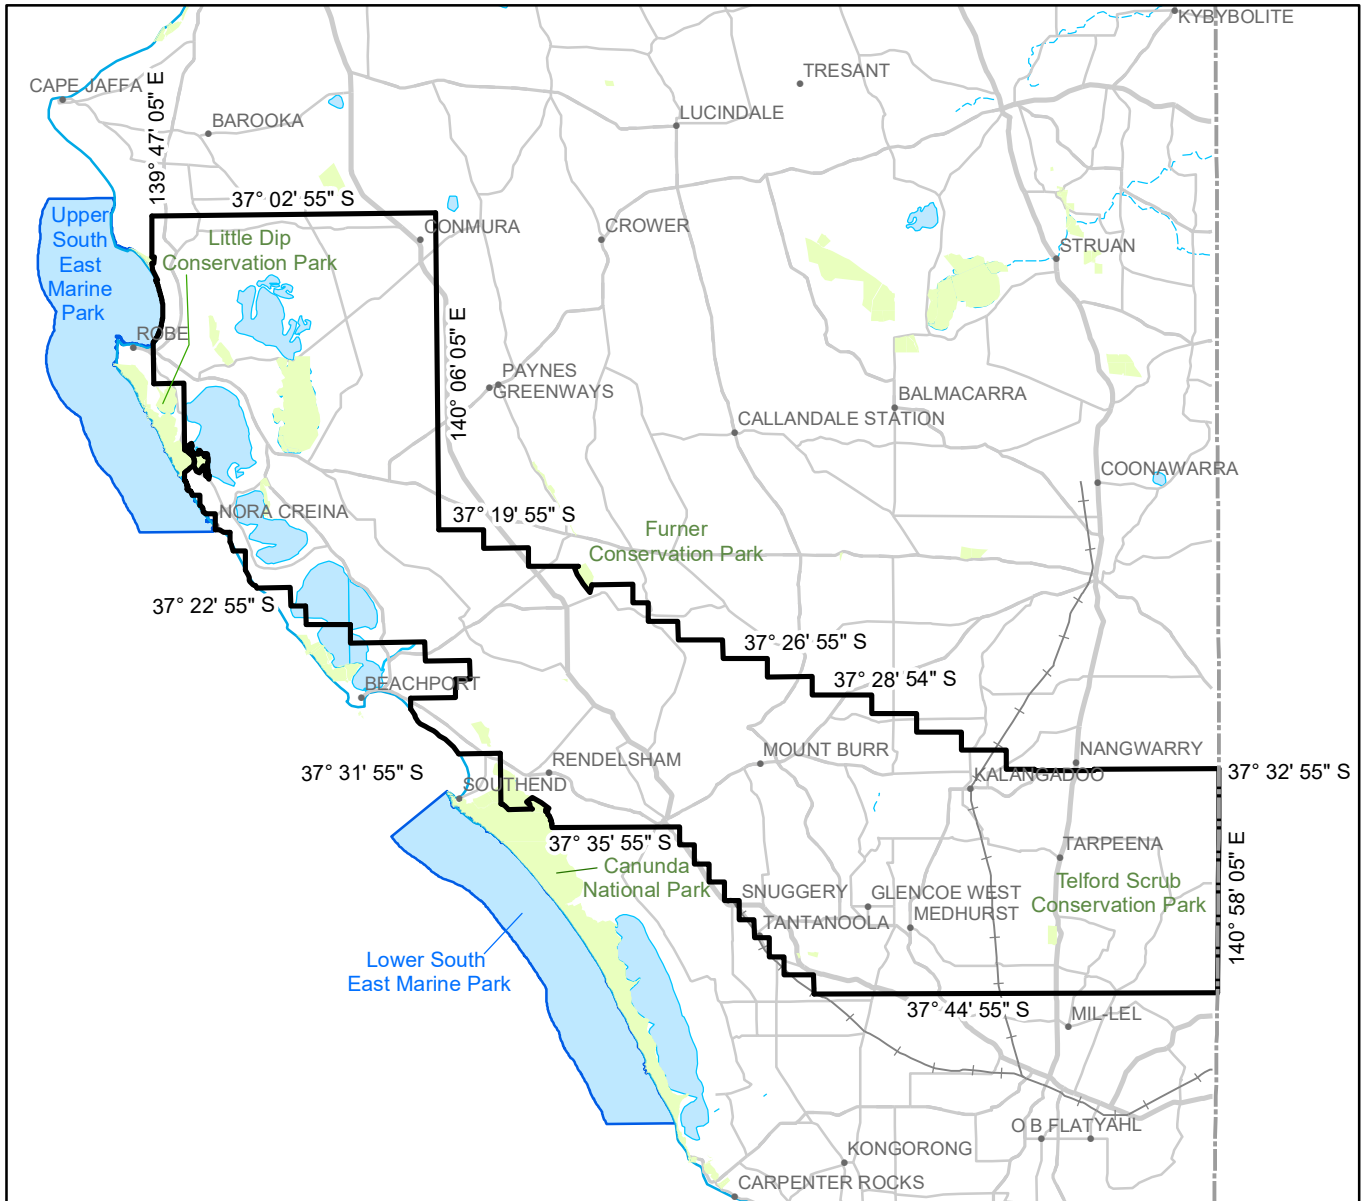 KYBYBOLITE
TRESANT
CAPE JAFFA
139° 47' 05" E
BAROOKA
LUCINDALE
37° 02' 55" S
Upper
South
East
Marine
Park
Little Dip
Conservation Park
CONMURA
CROWER
STRUAN
ROBE
140° 06' 05" E
PAYNES
GREENWAYS
BALMACARRA
CALLANDALE STATION
COONAWARRA
NORA CREINA
37° 19' 55" S
Furner
Conservation Park
37° 22' 55" S
37° 26' 55" S
37° 28' 54" S
BEACHPORT
37° 31' 55" S
RENDELSHAM
MOUNT BURR
NANGWARRY
37° 32' 55" S
KALANGADOO
SOUTHEND
37° 35' 55" S
TARPEENA
Canunda
National Park
SNUGGERY
GLENCOE WEST
Telford Scrub
Conservation Park
140° 58' 05" E
TANTANOOLA
MEDHURST
Lower South
East Marine Park
37° 44' 55" S
MIL-LEL
O B FLAT
YAHL
KONGORONG
CARPENTER ROCKS